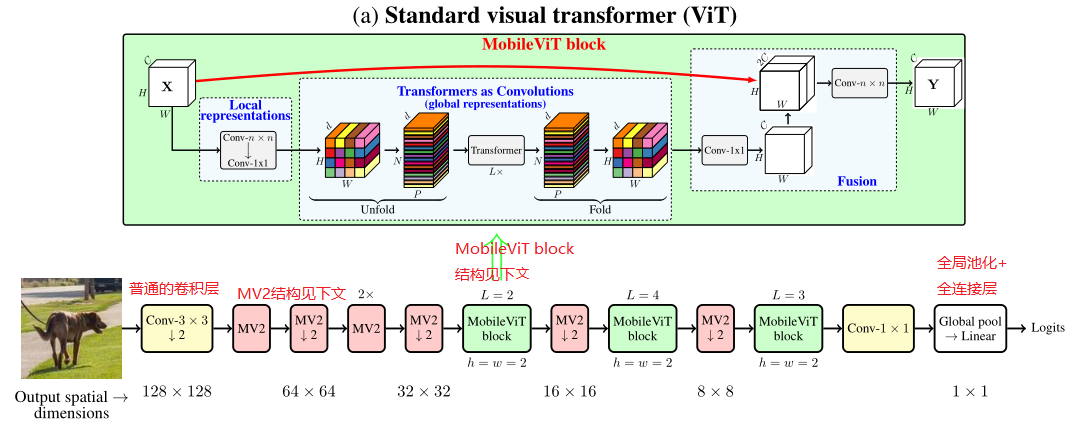 (a) Standard visual transformer (ViT)
MobileViT block
C
X
H
W
Local
representations
Conv-n × n
↓
Conv-1x1
Transformers as Convolutions
(global representations)
d
H
W
d
N
P
Unfold
Transformer
L×
d
N
P
d
H
W
Fold
Conv-1x1
C
H
W
2C
H
W
Conv-n × n
C
Y
H
W
Fusion
MobileViT block
结构见下文
普通的卷积层
MV2结构见下文
全局池化+
全连接层
Conv-3 × 3
↓ 2
MV2
MV2
↓ 2
2×
MV2
MV2
↓ 2
L = 2
MobileViT
block
h = w = 2
MV2
↓ 2
L = 4
MobileViT
block
h = w = 2
MV2
↓ 2
L = 3
MobileViT
block
h = w = 2
Conv-1 × 1
Global pool
→ Linear
Logits
Output spatial →
dimensions
128 × 128
64 × 64
32 × 32
16 × 16
8 × 8
1 × 1